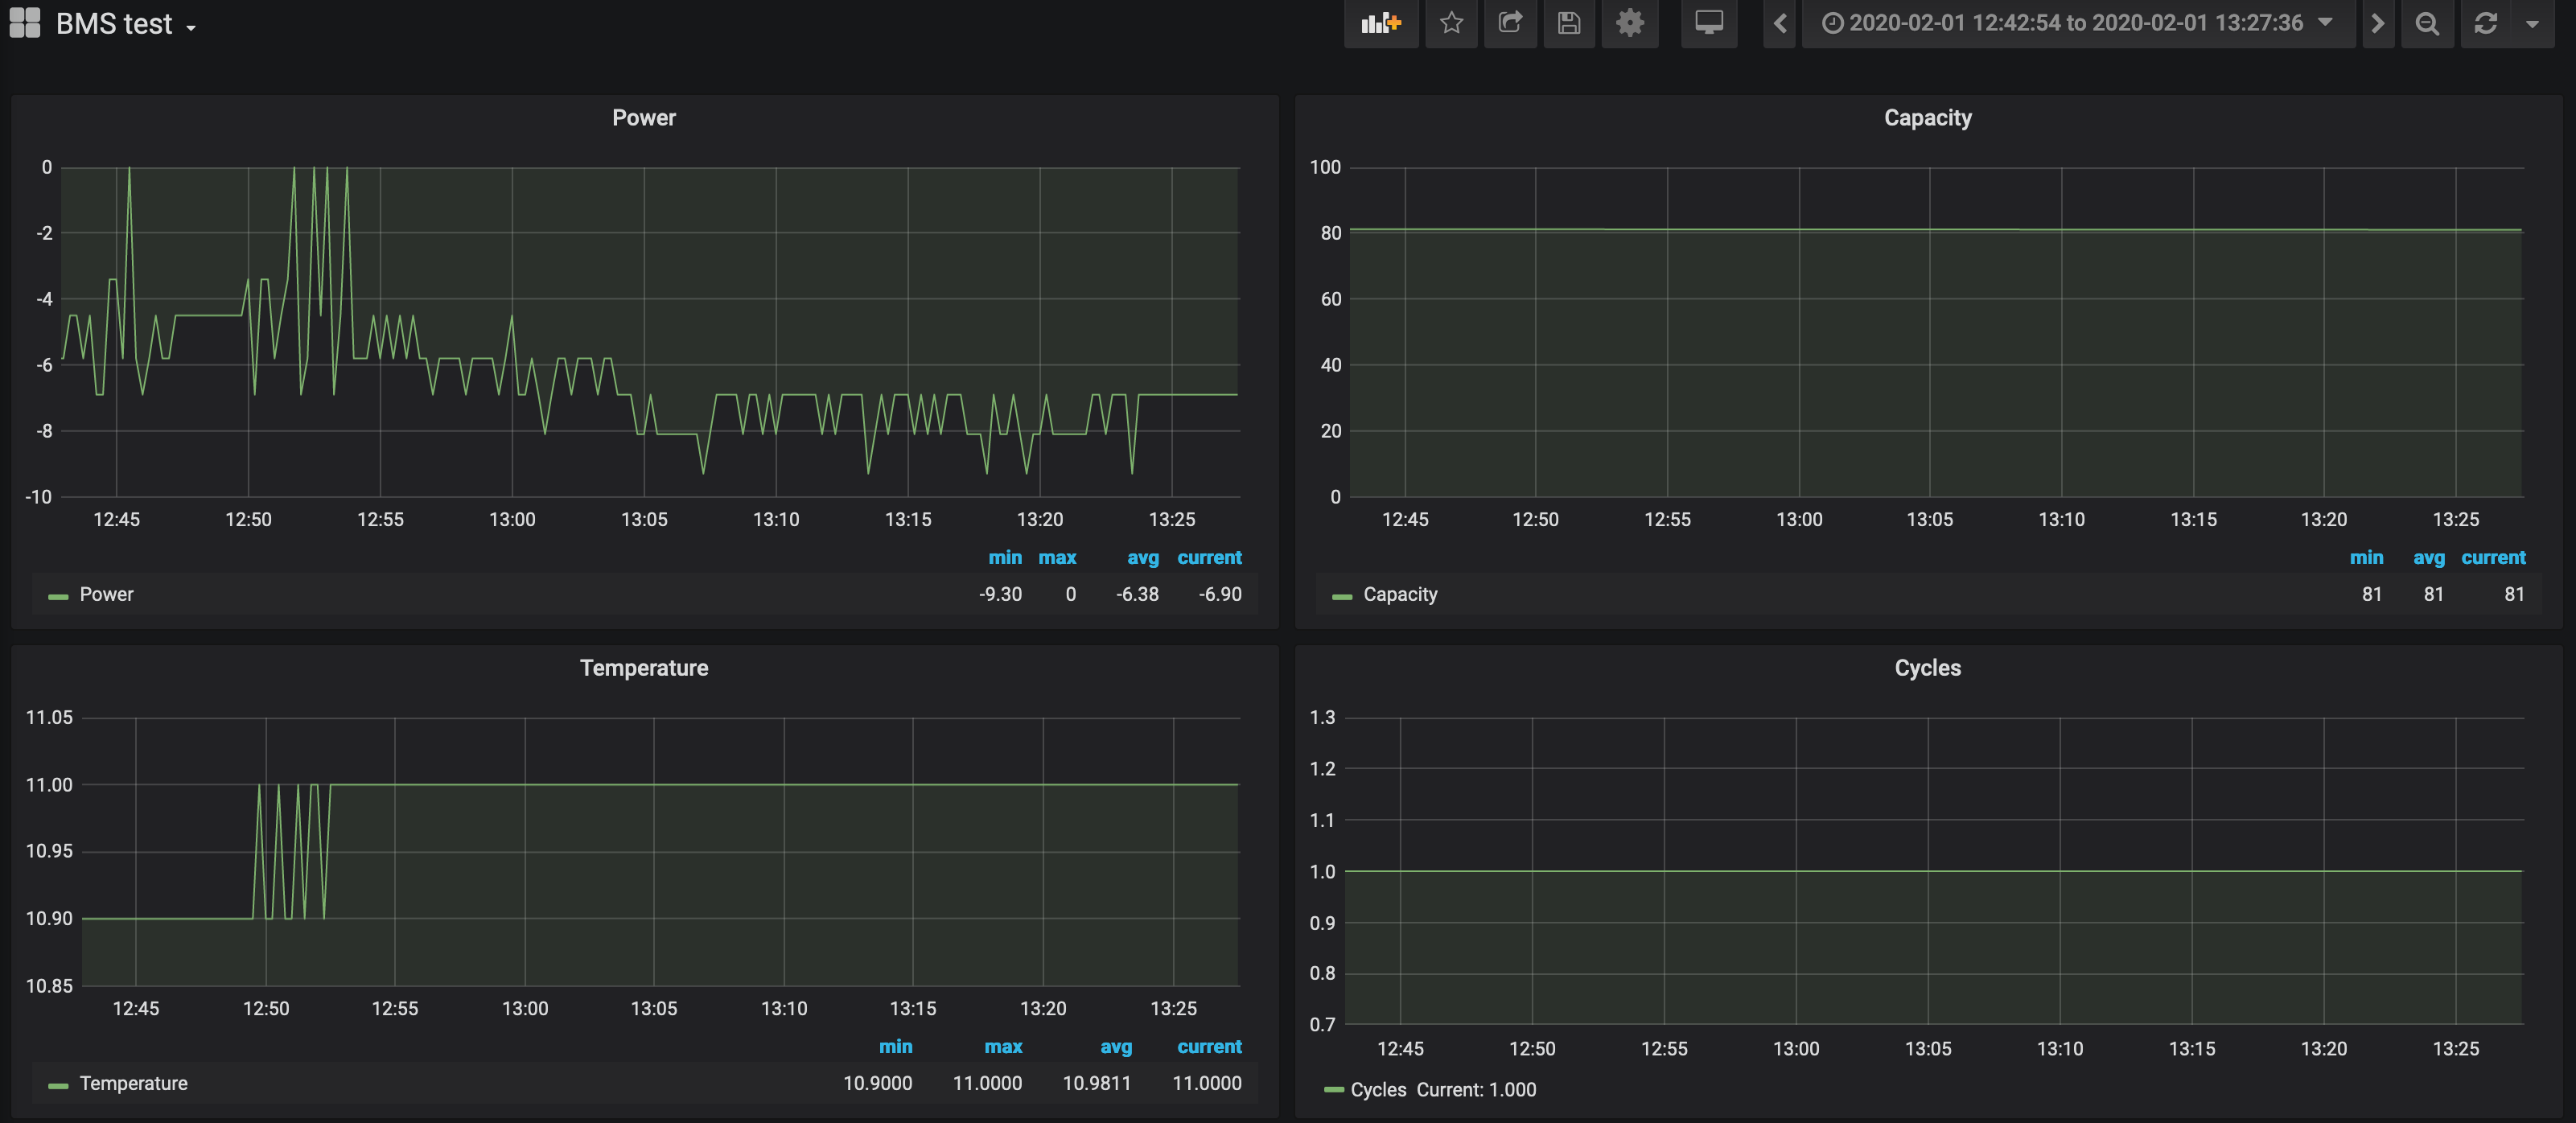 BMS test
2020-02-01 12:42:54 to 2020-02-01 13:27:36
Power
0
-2
-4
-6
-8
-10
12:45 12:50 12:55 13:00 13:05 13:10 13:15 13:20 13:25
min max avg current
Power -9.30 0 -6.38 -6.90
Capacity
100
80
60
40
20
0
12:45 12:50 12:55 13:00 13:05 13:10 13:15 13:20 13:25
min avg current
Capacity 81 81 81
Temperature
11.05
11.00
10.95
10.90
10.85
12:45 12:50 12:55 13:00 13:05 13:10 13:15 13:20 13:25
min max avg current
Temperature 10.9000 11.0000 10.9811 11.0000
Cycles
1.3
1.2
1.1
1.0
0.9
0.8
0.7
12:45 12:50 12:55 13:00 13:05 13:10 13:15 13:20 13:25
Cycles Current: 1.000